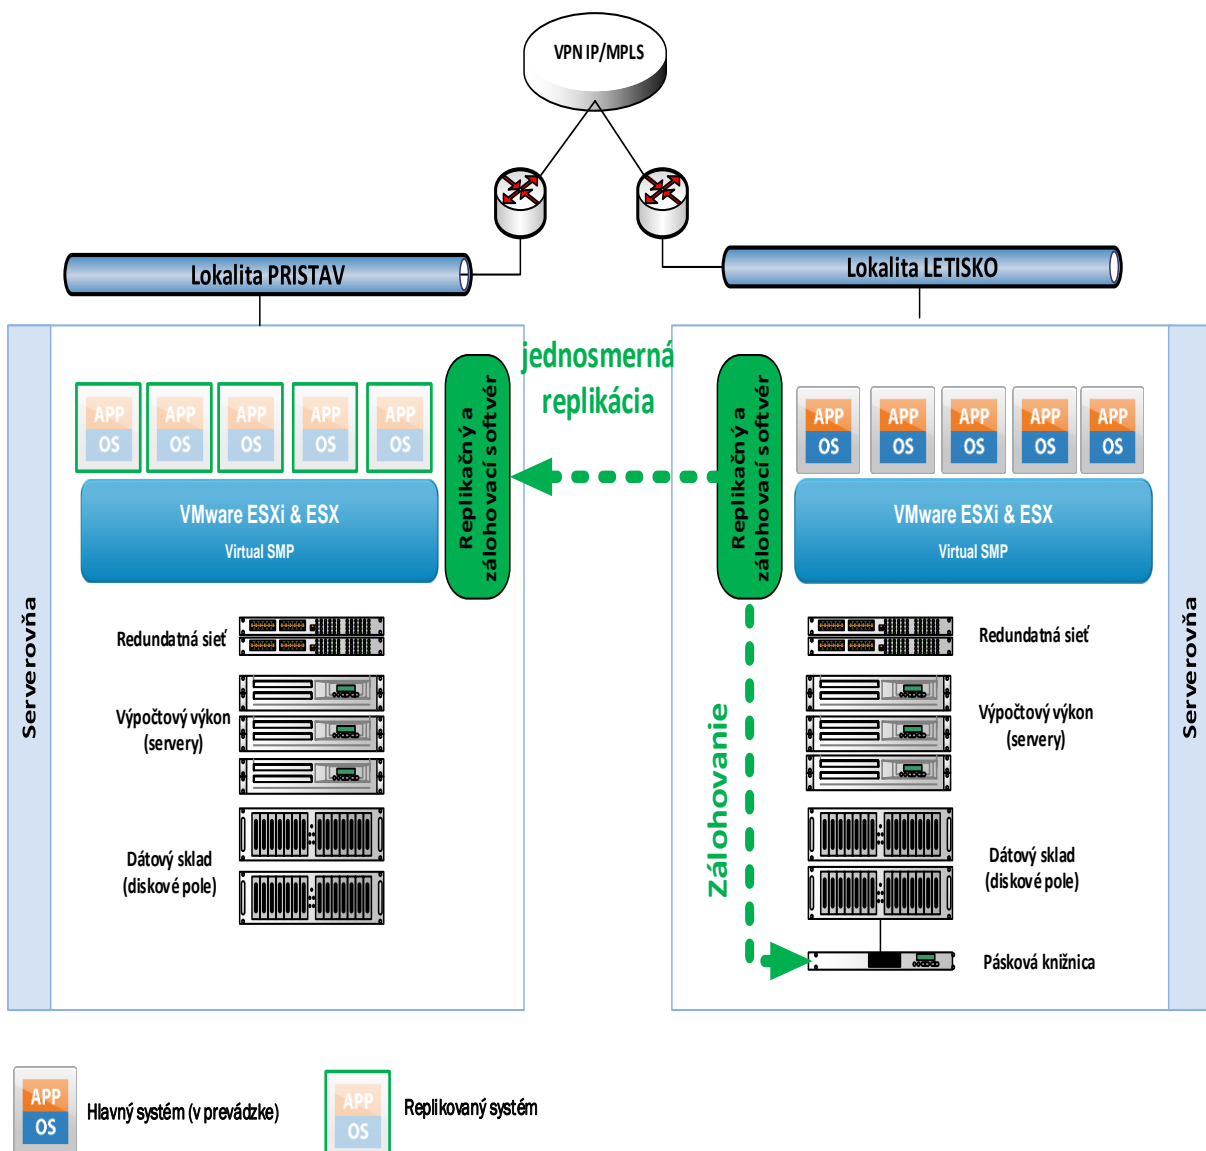 VPN IP/MPLS
Lokalita PRISTAV
Lokalita LETISKO
Serverovňa
APP
OS
APP
OS
APP
OS
APP
OS
APP
OS
VMware ESXi & ESX
Virtual SMP
Replikačný a
zálohovací softvér
jednosmerná
replikácia
Replikačný a
zálohovací softvér
APP
OS
APP
OS
APP
OS
APP
OS
APP
OS
VMware ESXi & ESX
Virtual SMP
Serverovňa
Redundatná sieť
Výpočtový výkon
(servery)
Dátový sklad
(diskové pole)
Zálohovanie
Redundatná sieť
Výpočtový výkon
(servery)
Dátový sklad
(diskové pole)
Pásková knižnica
APP
OS
Hlavný systém (v prevádzke)
APP
OS
Replikovaný systém